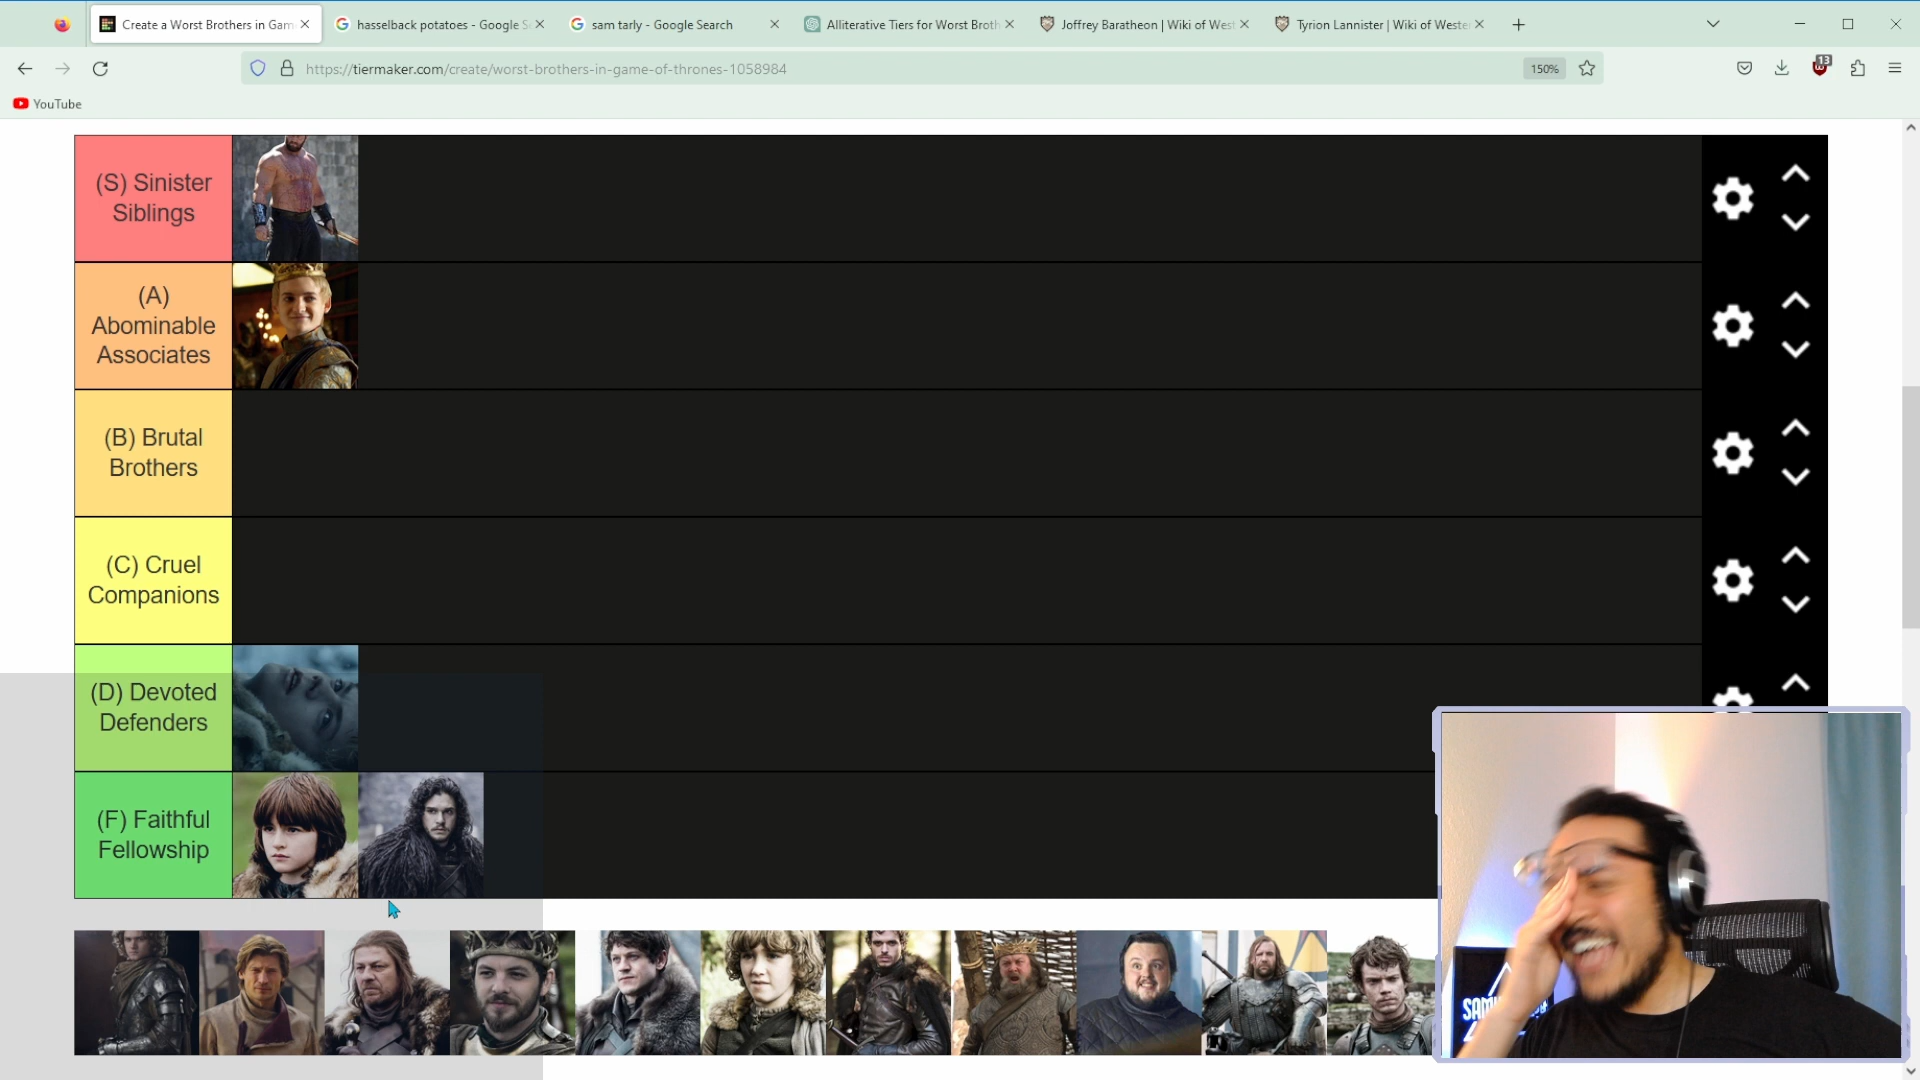 Create a Worst Brothers in Gam
hasselback potatoes - Google S
sam tarly - Google Search
Alliterative Tiers for Worst Broth
Joffrey Baratheon | Wiki of Wes
Tyrion Lannister | Wiki of Weste
https://tiermaker.com/create/worst-brothers-in-game-of-thrones-1058984
150%
13
YouTube
(S) Sinister
Siblings
(A)
Abominable
Associates
(B) Brutal
Brothers
(C) Cruel
Companions
(D) Devoted
Defenders
(F) Faithful
Fellowship